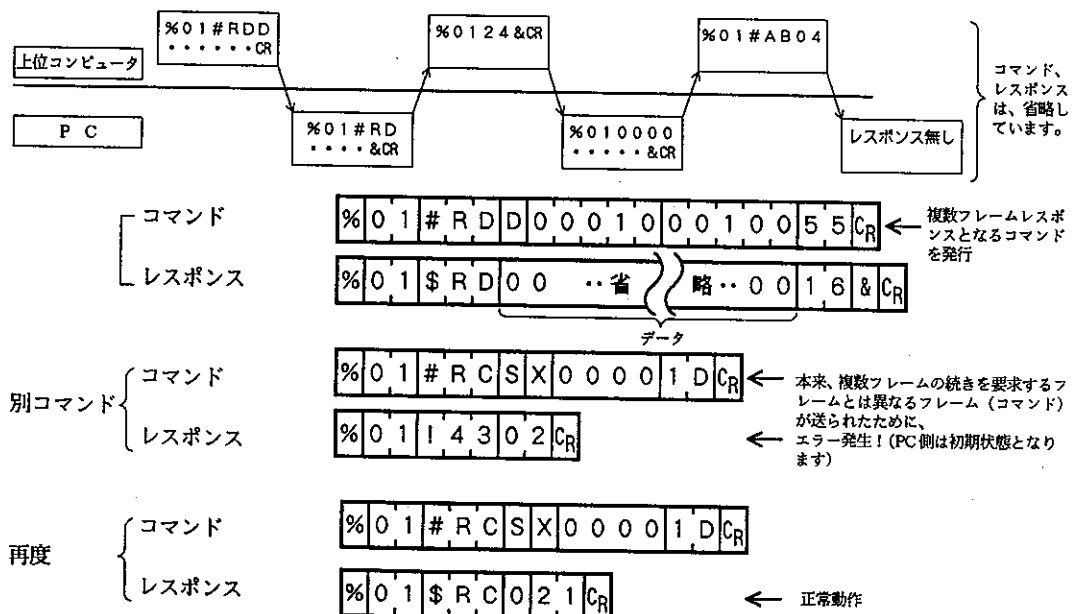 %01#RDD
・・・・・・CR
%0124&CR
%01#AB04
上位コンピュータ
コマンド、
レスポンス
は、省略し
ています。
PC
%01#RD
・・・・&CR
%010000
・・・・・&CR
レスポンス無し
コマンド
%01#RDD000100010055CR
複数フレームレスポ
ンスとなるコマンド
を発行
レスポンス
%01$RD00 ‥省 略‥0016&CR
データ
別コマンド
コマンド
%01#RCSX00001DCR
本来、複数フレームの続きを要求するフ
レームとは異なるフレーム（コマンド）
が送られたために、
エラー発生！（PC側は初期状態となり
ます）
レスポンス
%01!4302CR
再度
コマンド
%01#RCSX00001DCR
レスポンス
%01$RC021CR
正常動作